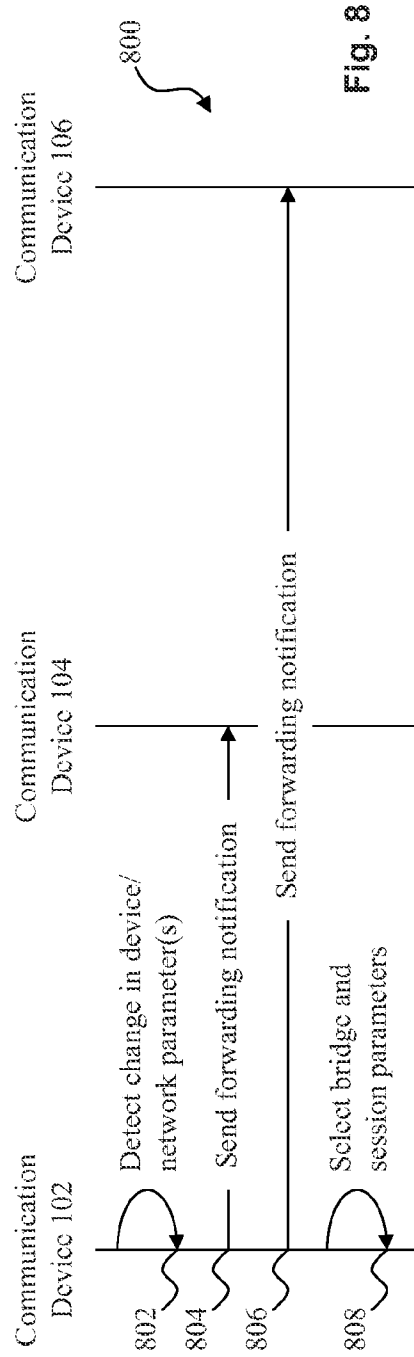 Communication
Device 102
Communication
Device 104
Communication
Device 106
800
802
Detect change in device/
network parameter(s)
804
Send forwarding notification
806
Send forwarding notification
808
Select bridge and
session parameters
Fig. 8